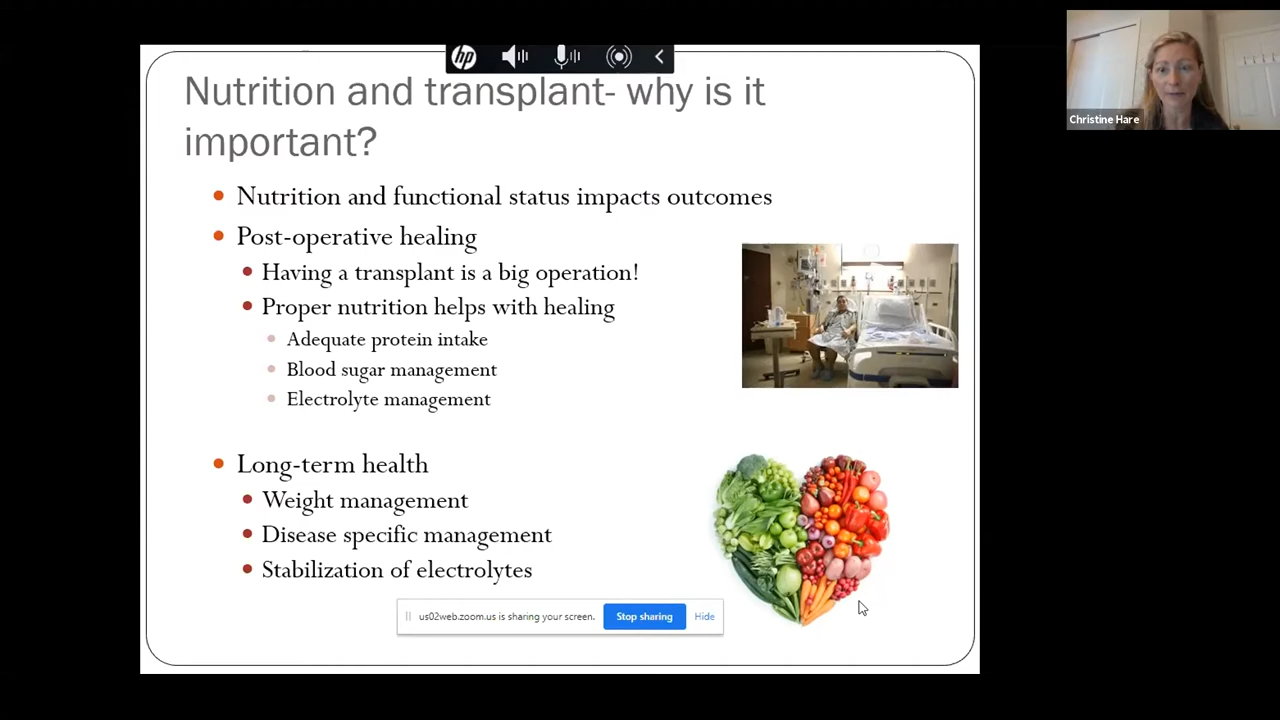 hp
Nutrition and transplant- why is it
important?
Christine Hare
Nutrition and functional status impacts outcomes
Post-operative healing
Having a transplant is a big operation!
Proper nutrition helps with healing
Adequate protein intake
Blood sugar management
Electrolyte management
Long-term health
Weight management
Disease specific management
Stabilization of electrolytes
us02web.zoom.us is sharing your screen. Stop sharing Hide